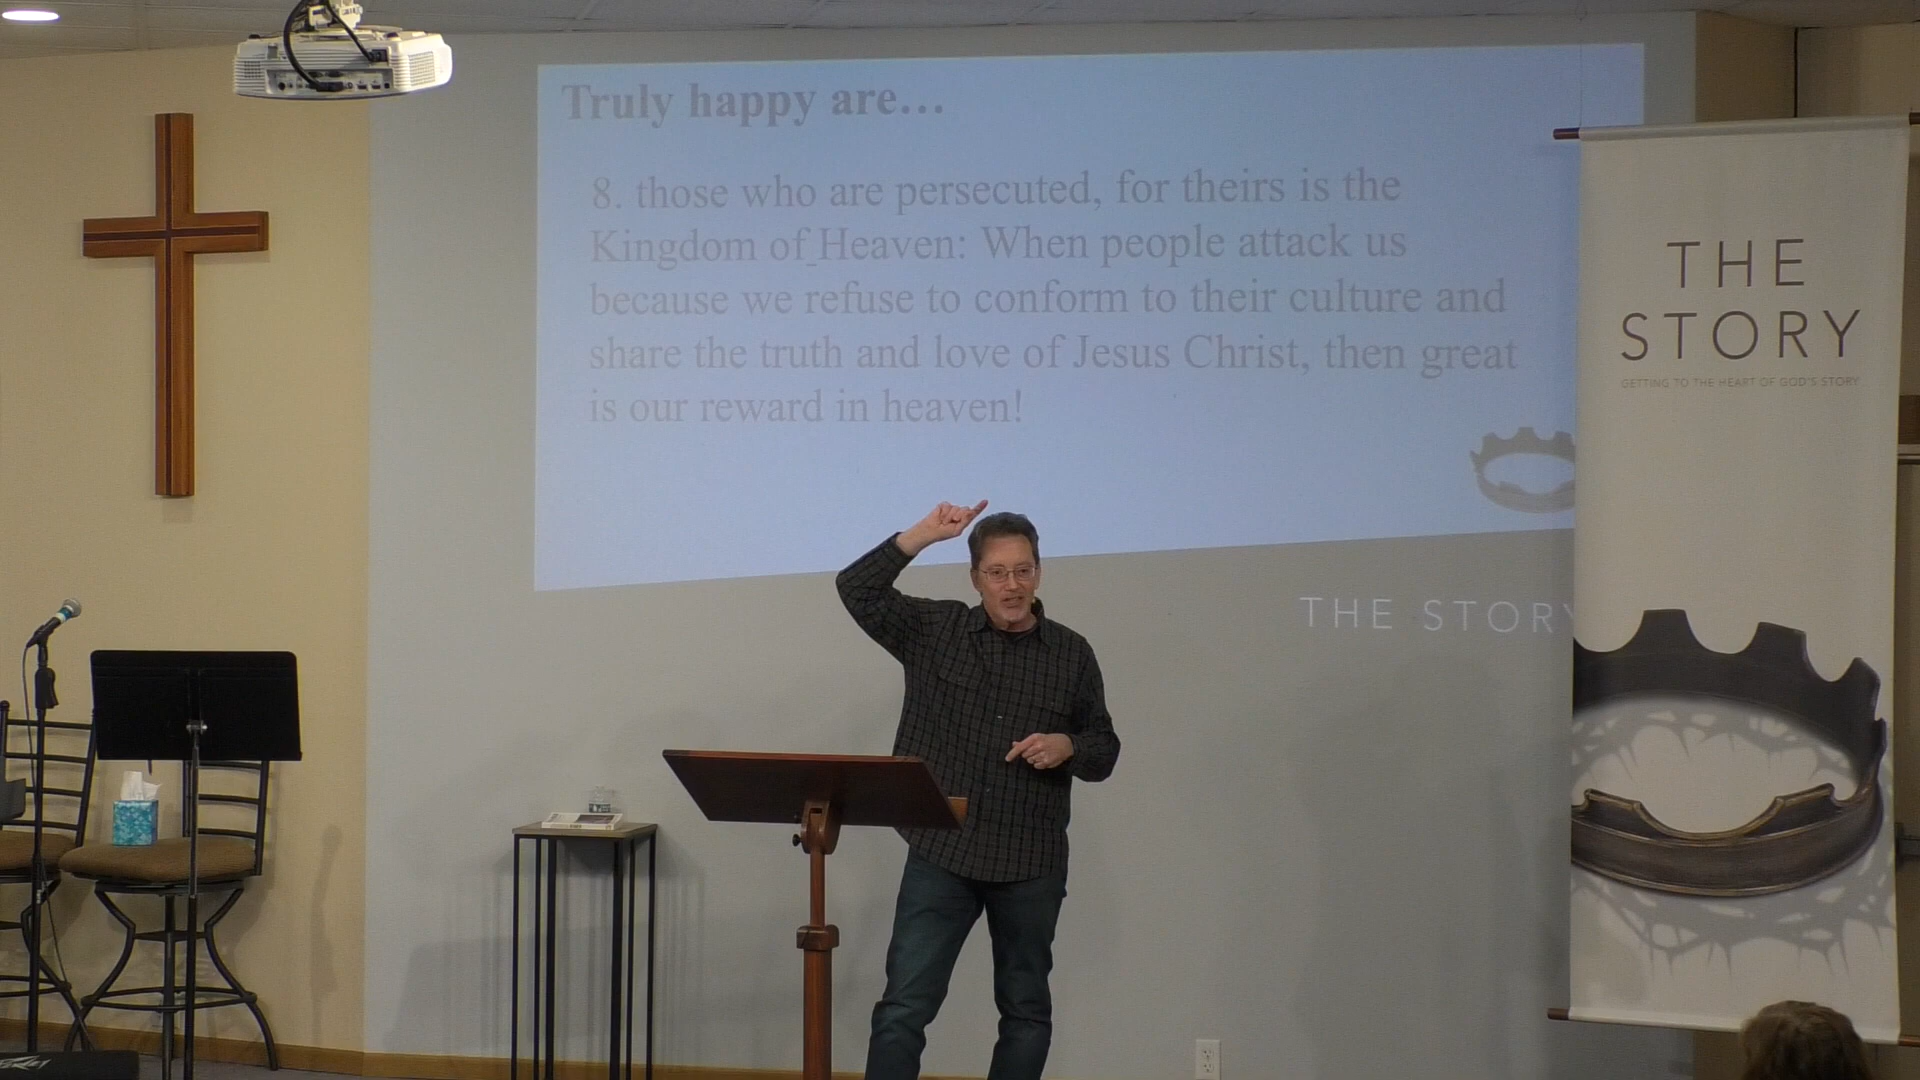 Truly happy are...
8. those who are persecuted, for theirs is the
Kingdom of Heaven: When people attack us
because we refuse to conform to their culture and
share the truth and love of Jesus Christ, then great
is our reward in heaven!
THE STORY
THE
STORY
GETTING TO THE HEART OF GOD'S STORY